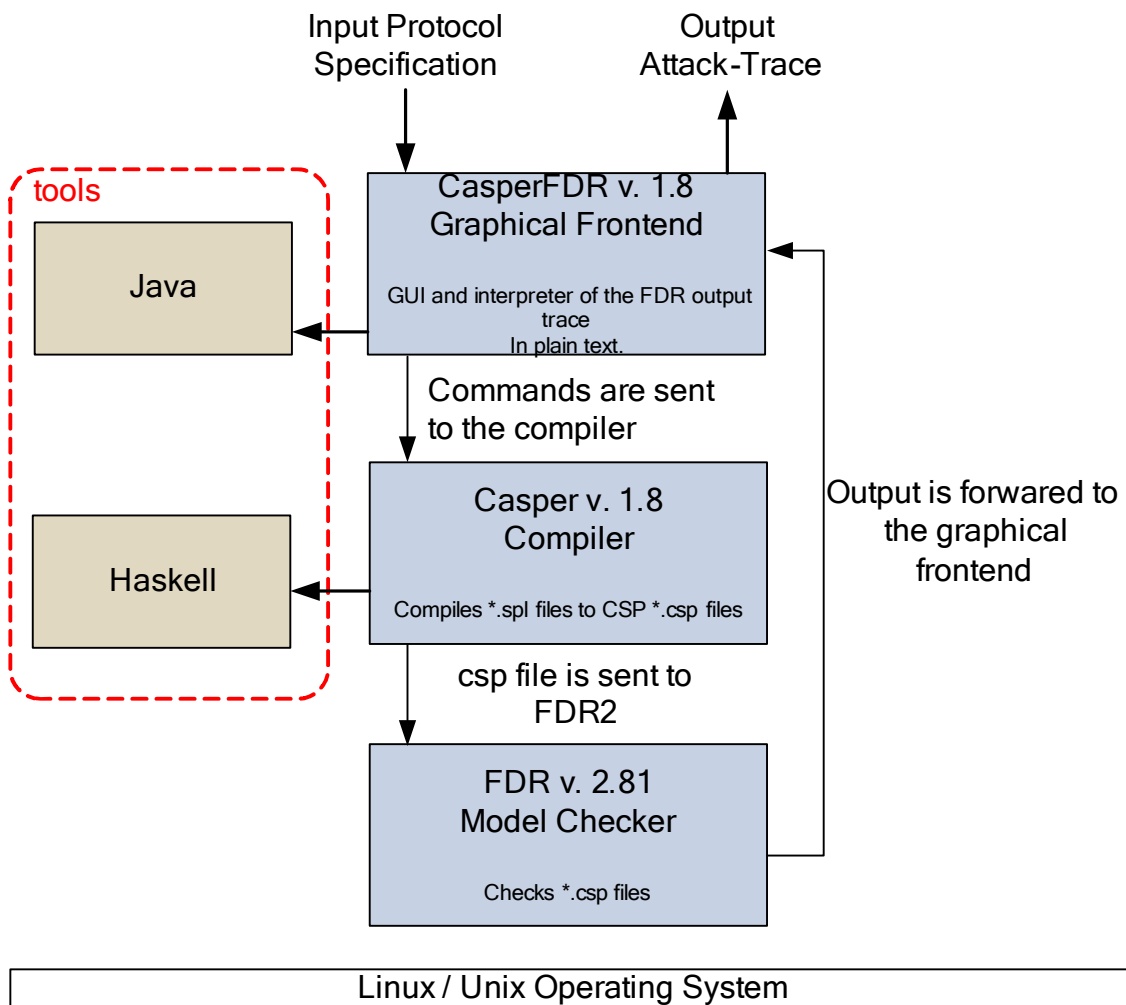 Input Protocol
Specification
Output
Attack-Trace
tools
Java
CasperFDR v. 1.8
Graphical Frontend
GUI and interpreter of the FDR output
trace
In plain text.
Commands are sent
to the compiler
Haskell
Casper v. 1.8
Compiler
Compiles *.spl files to CSP *.csp files
Output is forwared to
the graphical
frontend
csp file is sent to
FDR2
FDR v. 2.81
Model Checker
Checks *.csp files
Linux / Unix Operating System